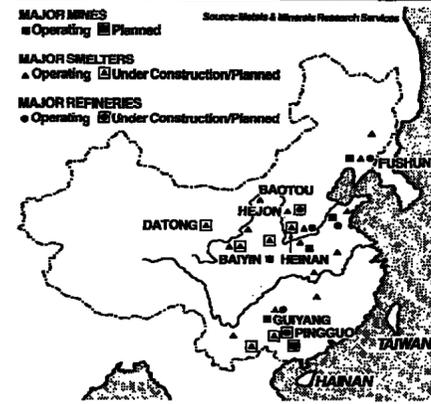 MAJOR MINES
Operating Planned
Source: Metals & Minerals Research Services
MAJOR SMELTERS
Operating Under Construction/Planned
MAJOR REFINERIES
Operating Under Construction/Planned
FUSHUN
BAOTOU
HEJON
DATONG
BAIYIN
HEINAN
GUIYANG
PINGGUO
TAIWAN
HAINAN